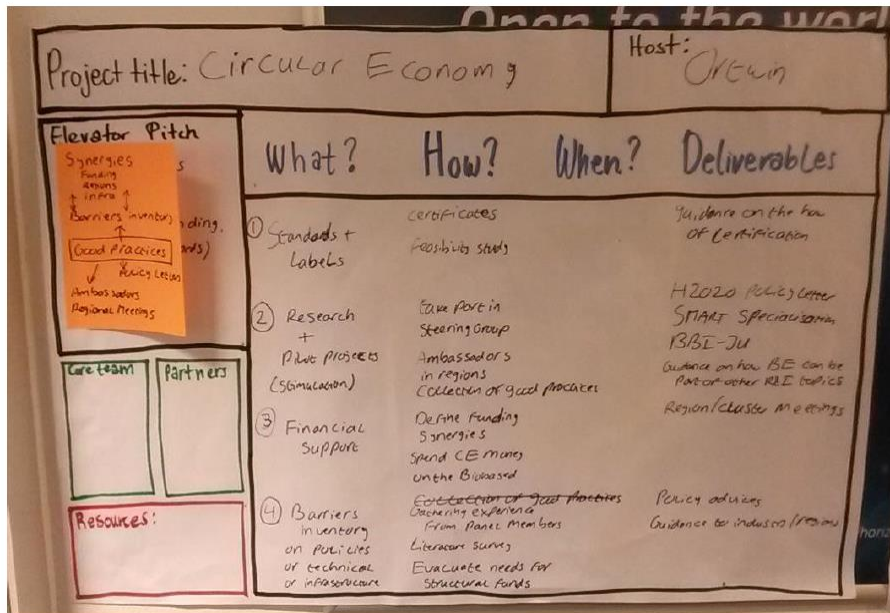 Open to the worl
Project title: Circular Economy
Host:
Ortwin
Elevator Pitch
Synergies
Funding
Regions
infra
Barriers inventory
Good Practices
Policy Letters
Ambassadors
Regional Meetings
s
ding,
ds)
Core team
Partners
Resources:
What? How? When? Deliverables
① Standards +
Labels
Certificates
Feasibility study
guidance on the how
of certification
② Research
+
Pilot Projects
(Stimulation)
take part in
Steering Group
Ambassadors
in regions
Collection of good practices
H2020 Policy letter
SMART Specialisation
BBI-Ju
Guidance on how BE can be
Part of other R&I topics
Region/cluster Meetings
③ Financial
Support
Define Funding
Synergies
Spend CE money
on the Biobased
④ Barriers
Inventory
on policies
or technical
or infrastructure
Collection of good practices
Gathering experience
From Panel Members
Literature survey
Evaluate needs for
Structural Funds
Policy advices
Guidance to
horiz